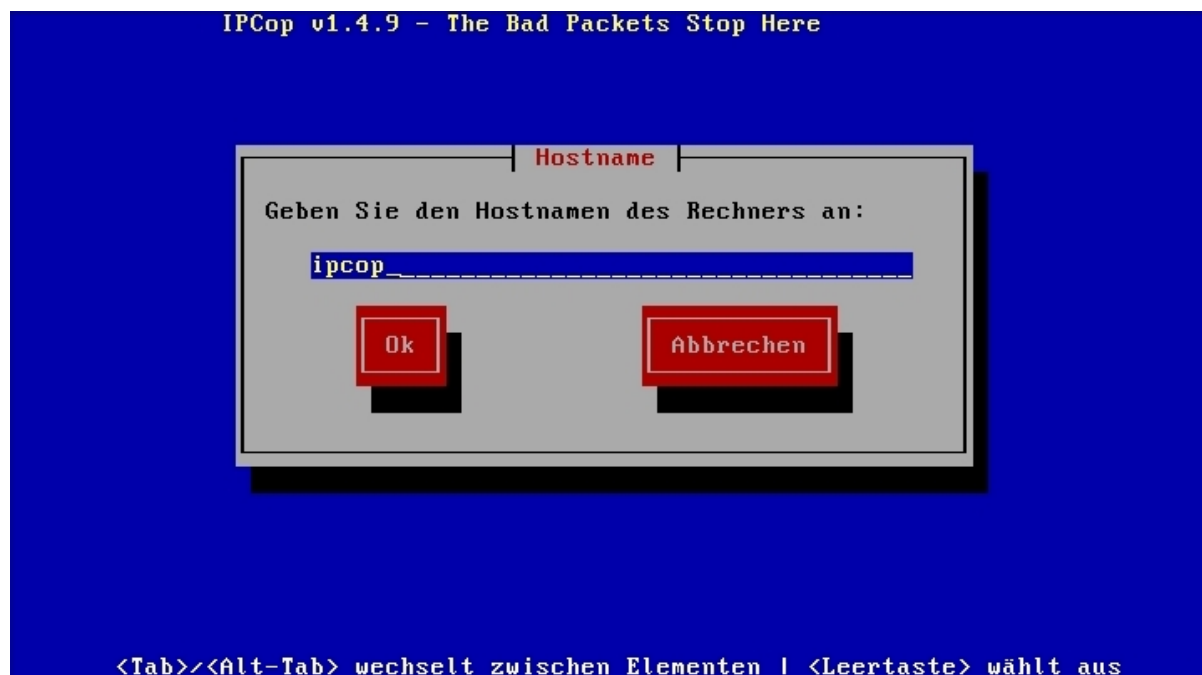 IPCop v1.4.9 - The Bad Packets Stop Here
Hostname
Geben Sie den Hostnamen des Rechners an:
ipcop
Ok Abbrechen
<Tab>/<Alt-Tab> wechselt zwischen Elementen | <Leertaste> wählt aus